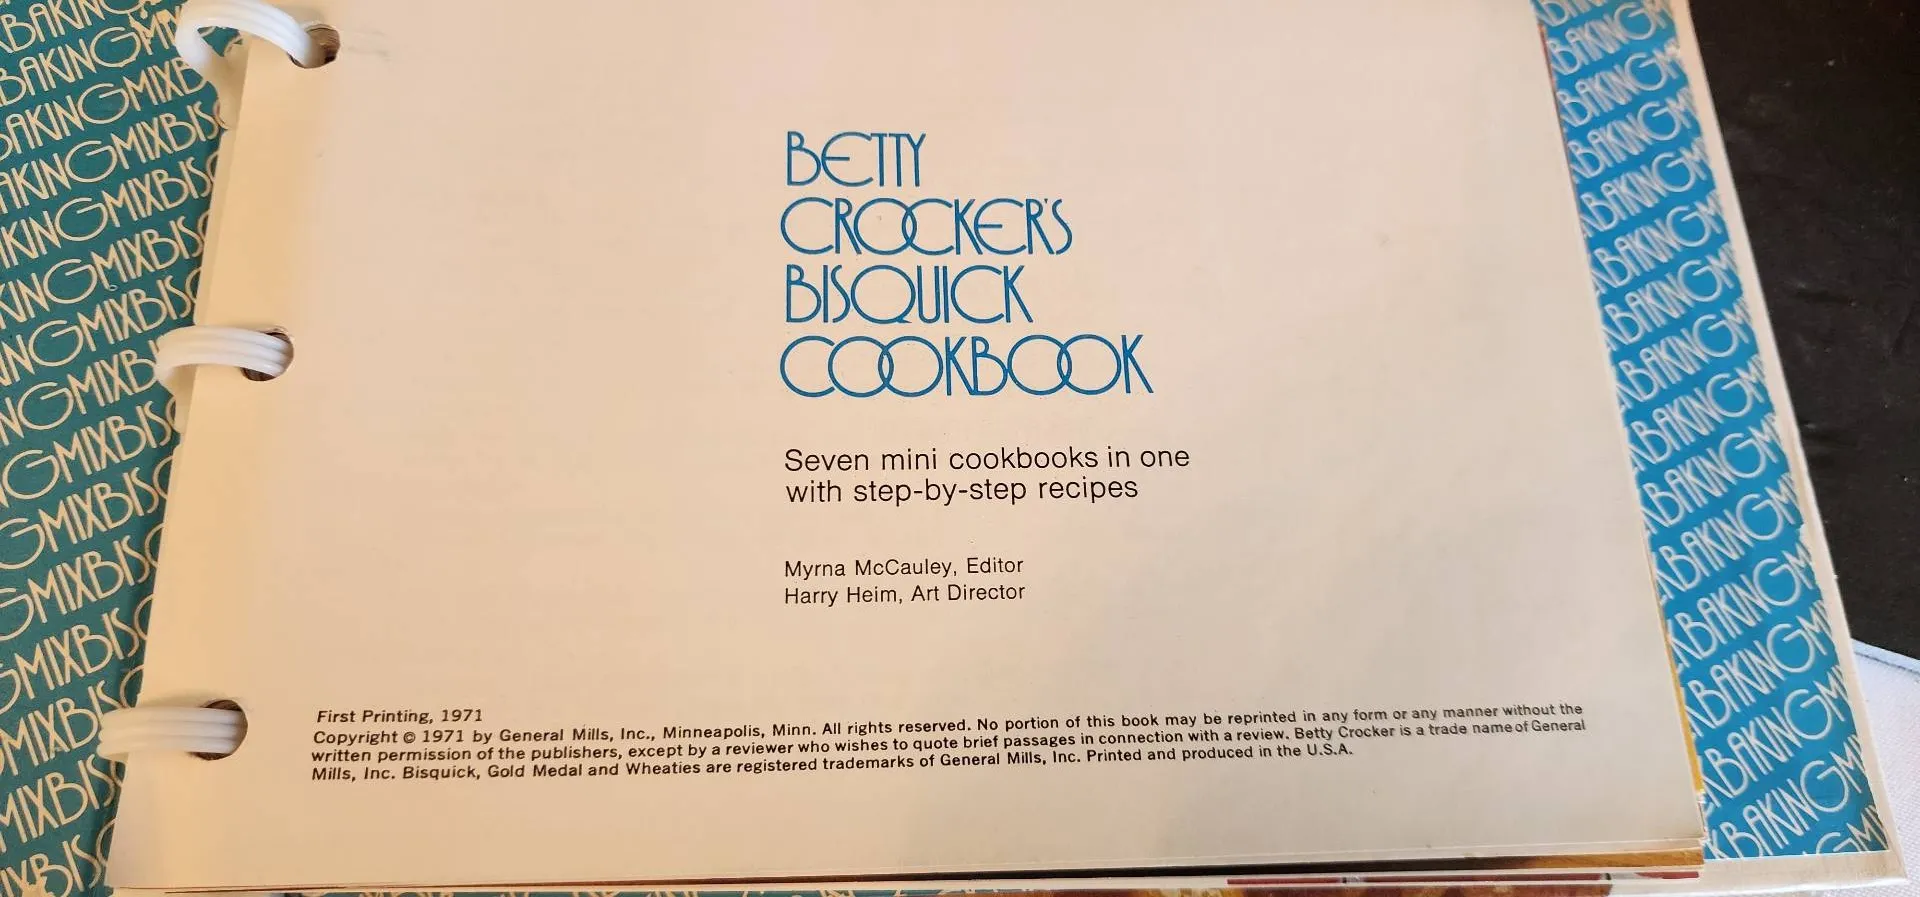 BETTY
CROCKER'S
BISQUICK
COOKBOOK
Seven mini cookbooks in one
with step-by-step recipes
Myrna McCauley, Editor
Harry Heim, Art Director
First Printing, 1971
Copyright © 1971 by General Mills, Inc., Minneapolis, Minn. All rights reserved. No portion of this book may be reprinted in any form or any manner without the
written permission of the publishers, except by a reviewer who wishes to quote brief passages in connection with a review. Betty Crocker is a trade name of General
Mills, Inc. Bisquick, Gold Medal and Wheaties are registered trademarks of General Mills, Inc. Printed and produced in the U.S.A.